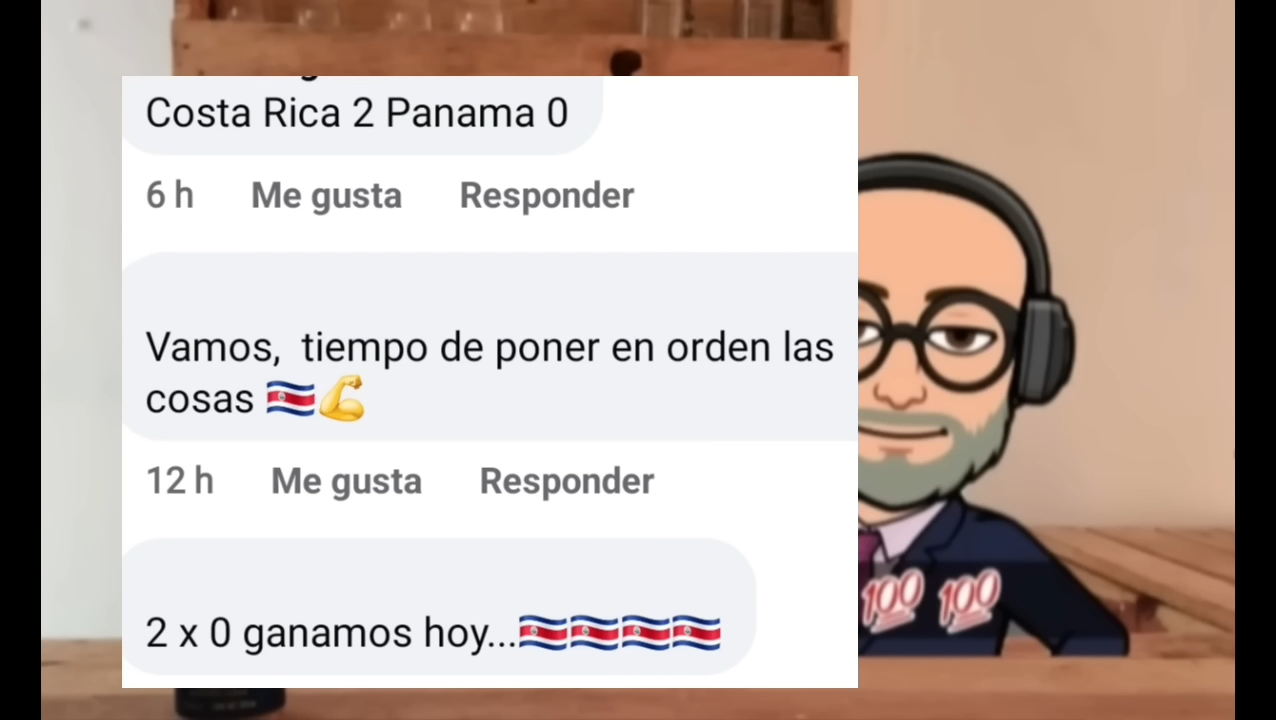 Costa Rica 2 Panama 0
6 h Me gusta Responder
Vamos, tiempo de poner en orden las
cosas 🇨🇷💪
12 h Me gusta Responder
2 x 0 ganamos hoy...🇨🇷🇨🇷🇨🇷🇨🇷
💯 💯